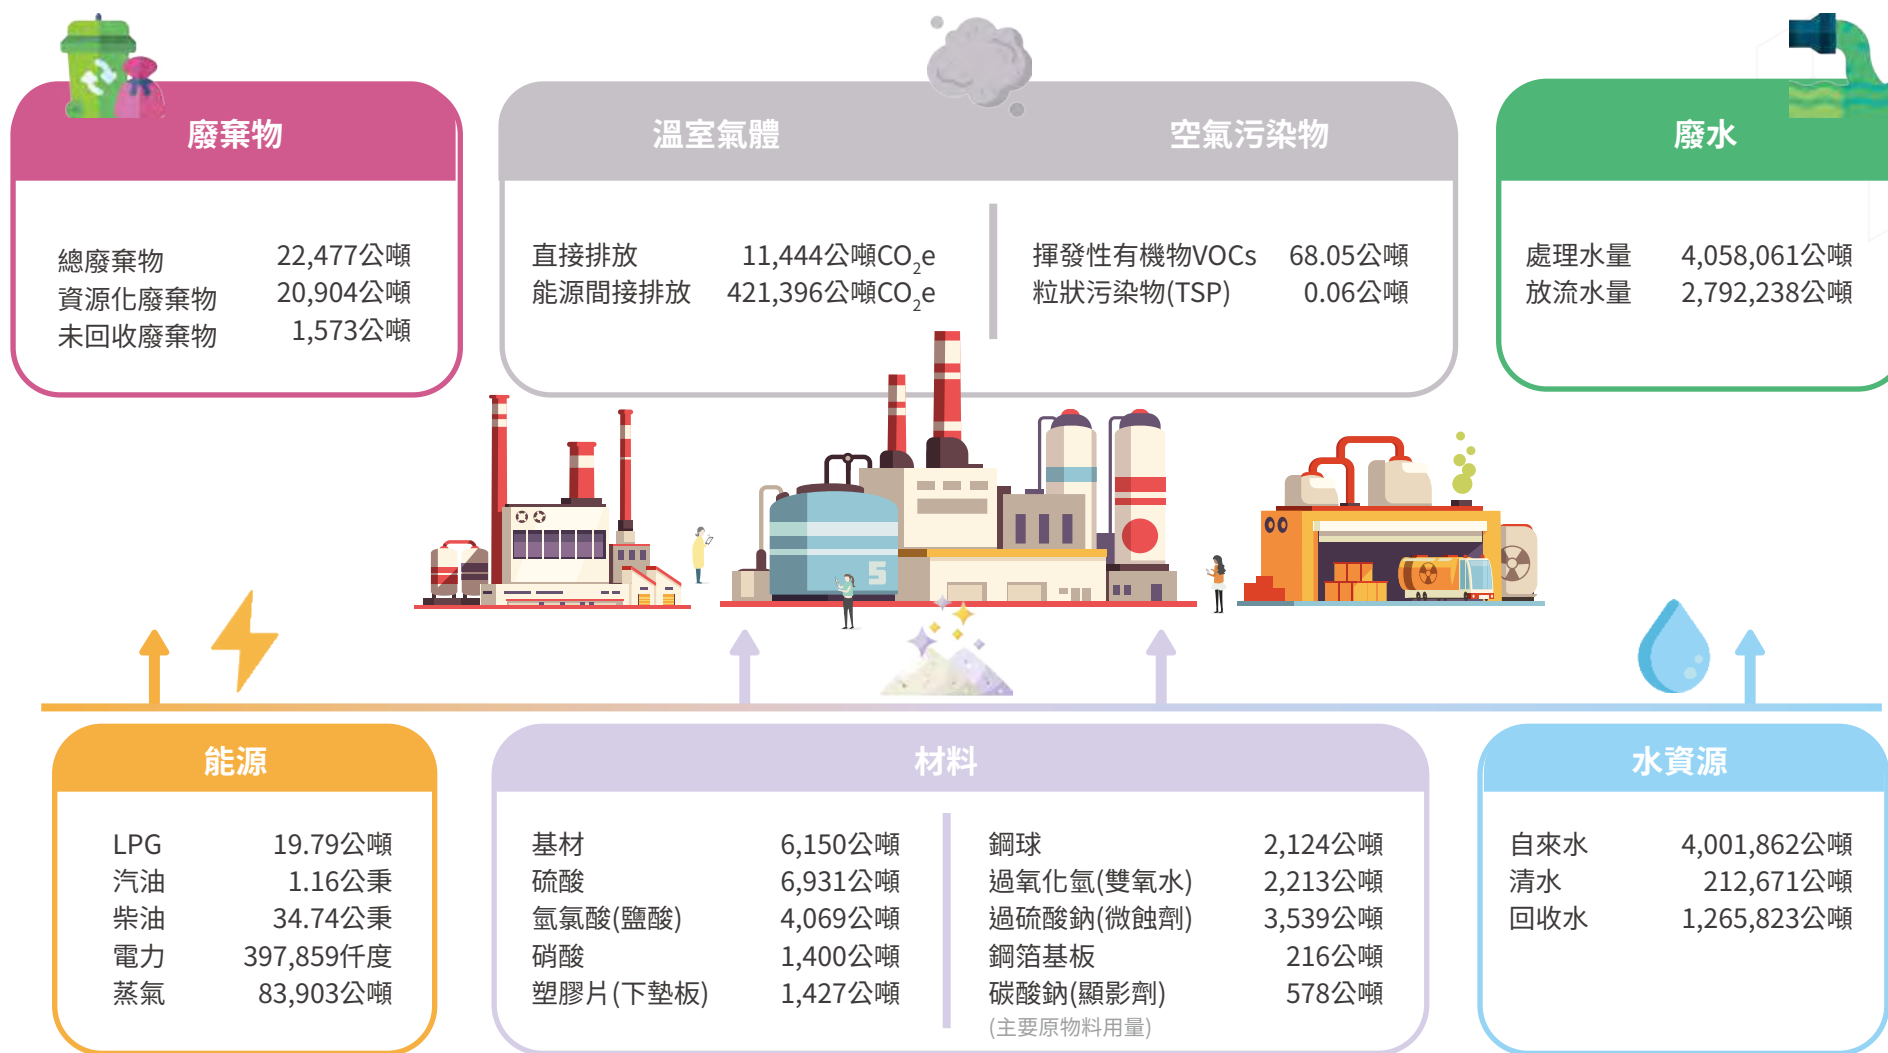 廢棄物
總廢棄物 22,477公噸
資源化廢棄物 20,904公噸
未回收廢棄物 1,573公噸
溫室氣體
直接排放 11,444公噸CO2e
能源間接排放 421,396公噸CO2e
空氣污染物
揮發性有機物VOCs 68.05公噸
粒狀污染物(TSP) 0.06公噸
廢水
處理水量 4,058,061公噸
放流水量 2,792,238公噸
5
能源
LPG 19.79公噸
汽油 1.16公秉
柴油 34.74公秉
電力 397,859仟度
蒸氣 83,903公噸
材料
基材 6,150公噸
硫酸 6,931公噸
氫氯酸(鹽酸) 4,069公噸
硝酸 1,400公噸
塑膠片(下墊板) 1,427公噸
鋼球 2,124公噸
過氧化氫(雙氧水) 2,213公噸
過硫酸鈉(微蝕劑) 3,539公噸
鋼箔基板 216公噸
碳酸鈉(顯影劑) 578公噸
(主要原物料用量)
水資源
自來水 4,001,862公噸
清水 212,671公噸
回收水 1,265,823公噸